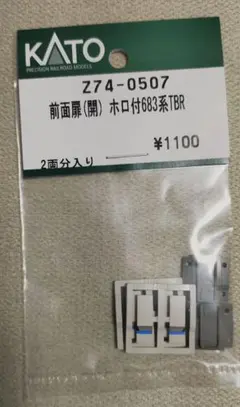 KATO
PRECISION RAILROAD MODELS
Z74-0507
前面扉(開) ホロ付683系TBR
¥1100
2両分入り